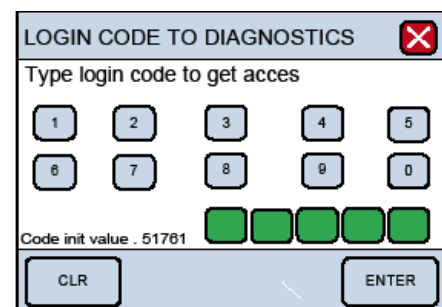 LOGIN CODE TO DIAGNOSTICS
Type login code to get acces
1 2 3 4 5
6 7 8 9 0
Code init value . 51761
CLR ENTER